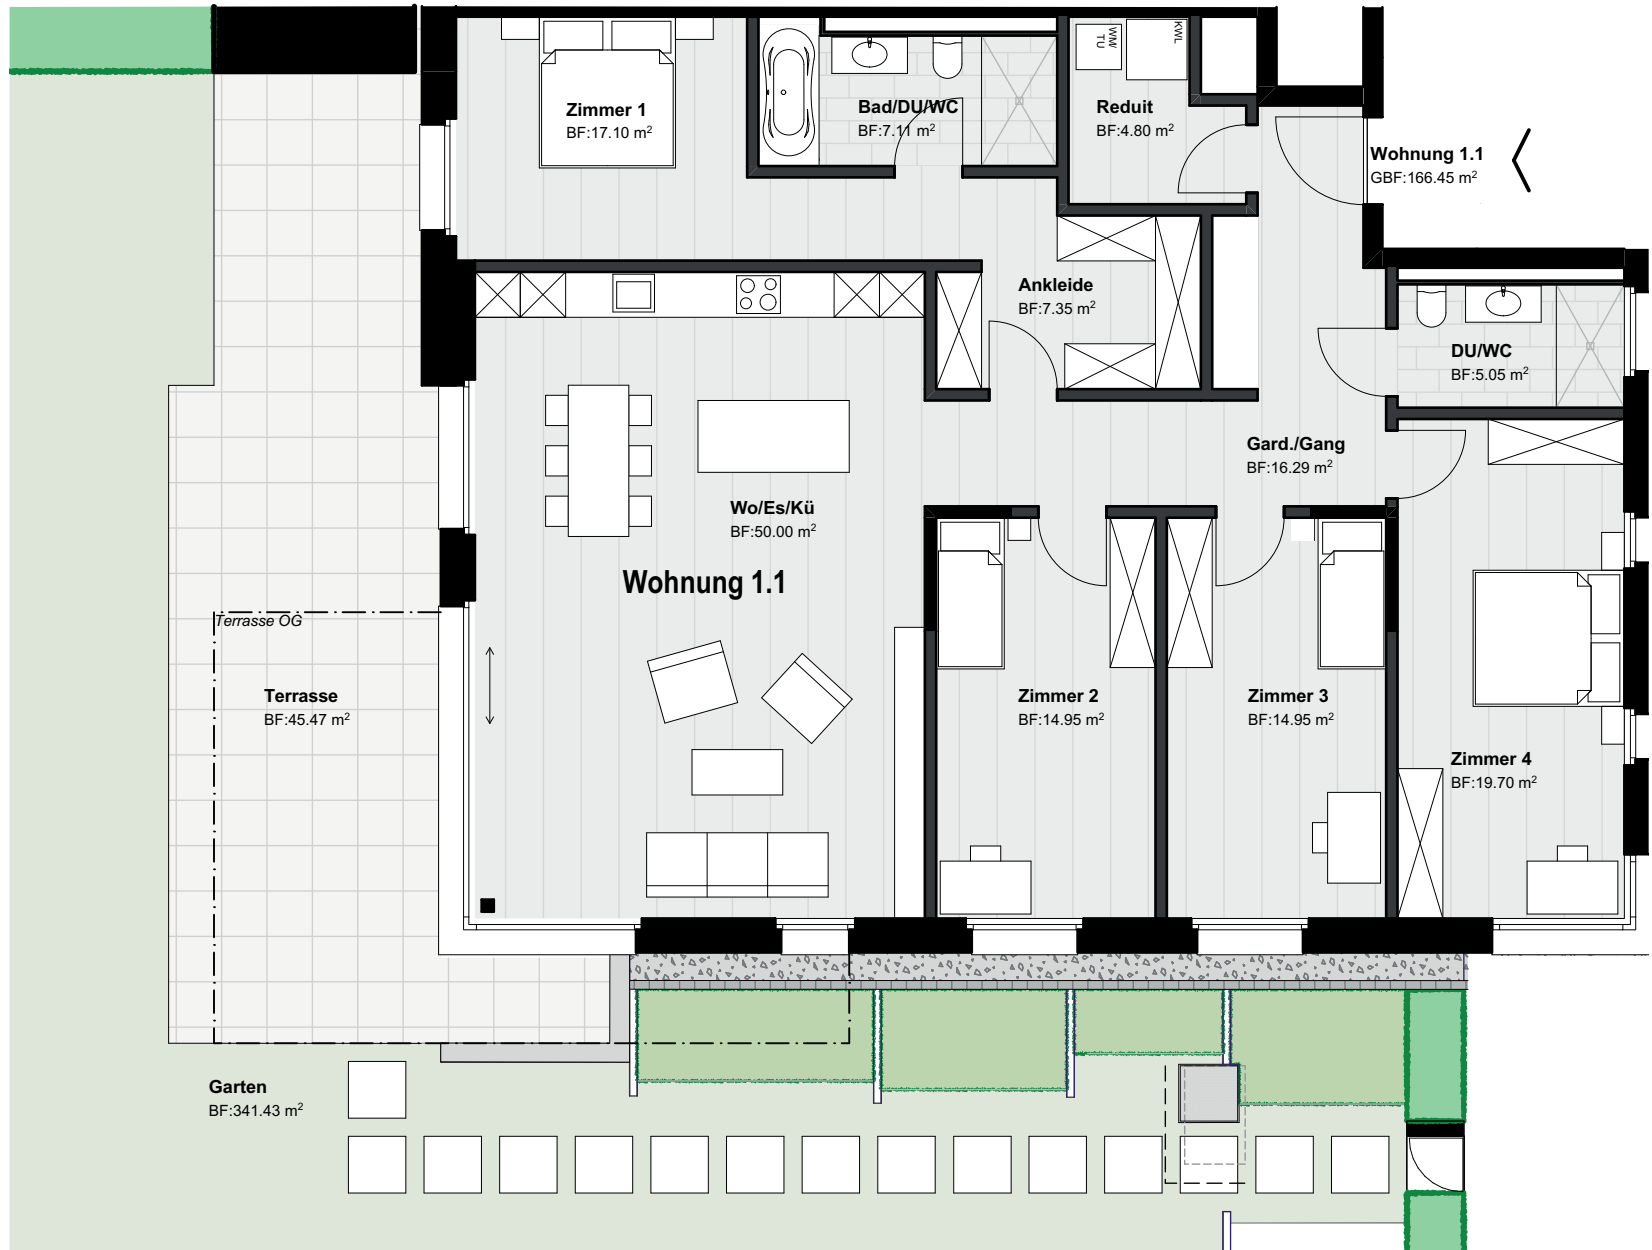 WM/
TU
KWL
Zimmer 1
BF:17.10 m²
Bad/DU/WC
BF:7.11 m²
Reduit
BF:4.80 m²
Wohnung 1.1
GBF:166.45 m²
Ankleide
BF:7.35 m²
DU/WC
BF:5.05 m²
Gard./Gang
BF:16.29 m²
Wo/Es/Kü
BF:50.00 m²
Wohnung 1.1
Terrasse OG
Terrasse
BF:45.47 m²
Zimmer 2
BF:14.95 m²
Zimmer 3
BF:14.95 m²
Zimmer 4
BF:19.70 m²
Garten
BF:341.43 m²